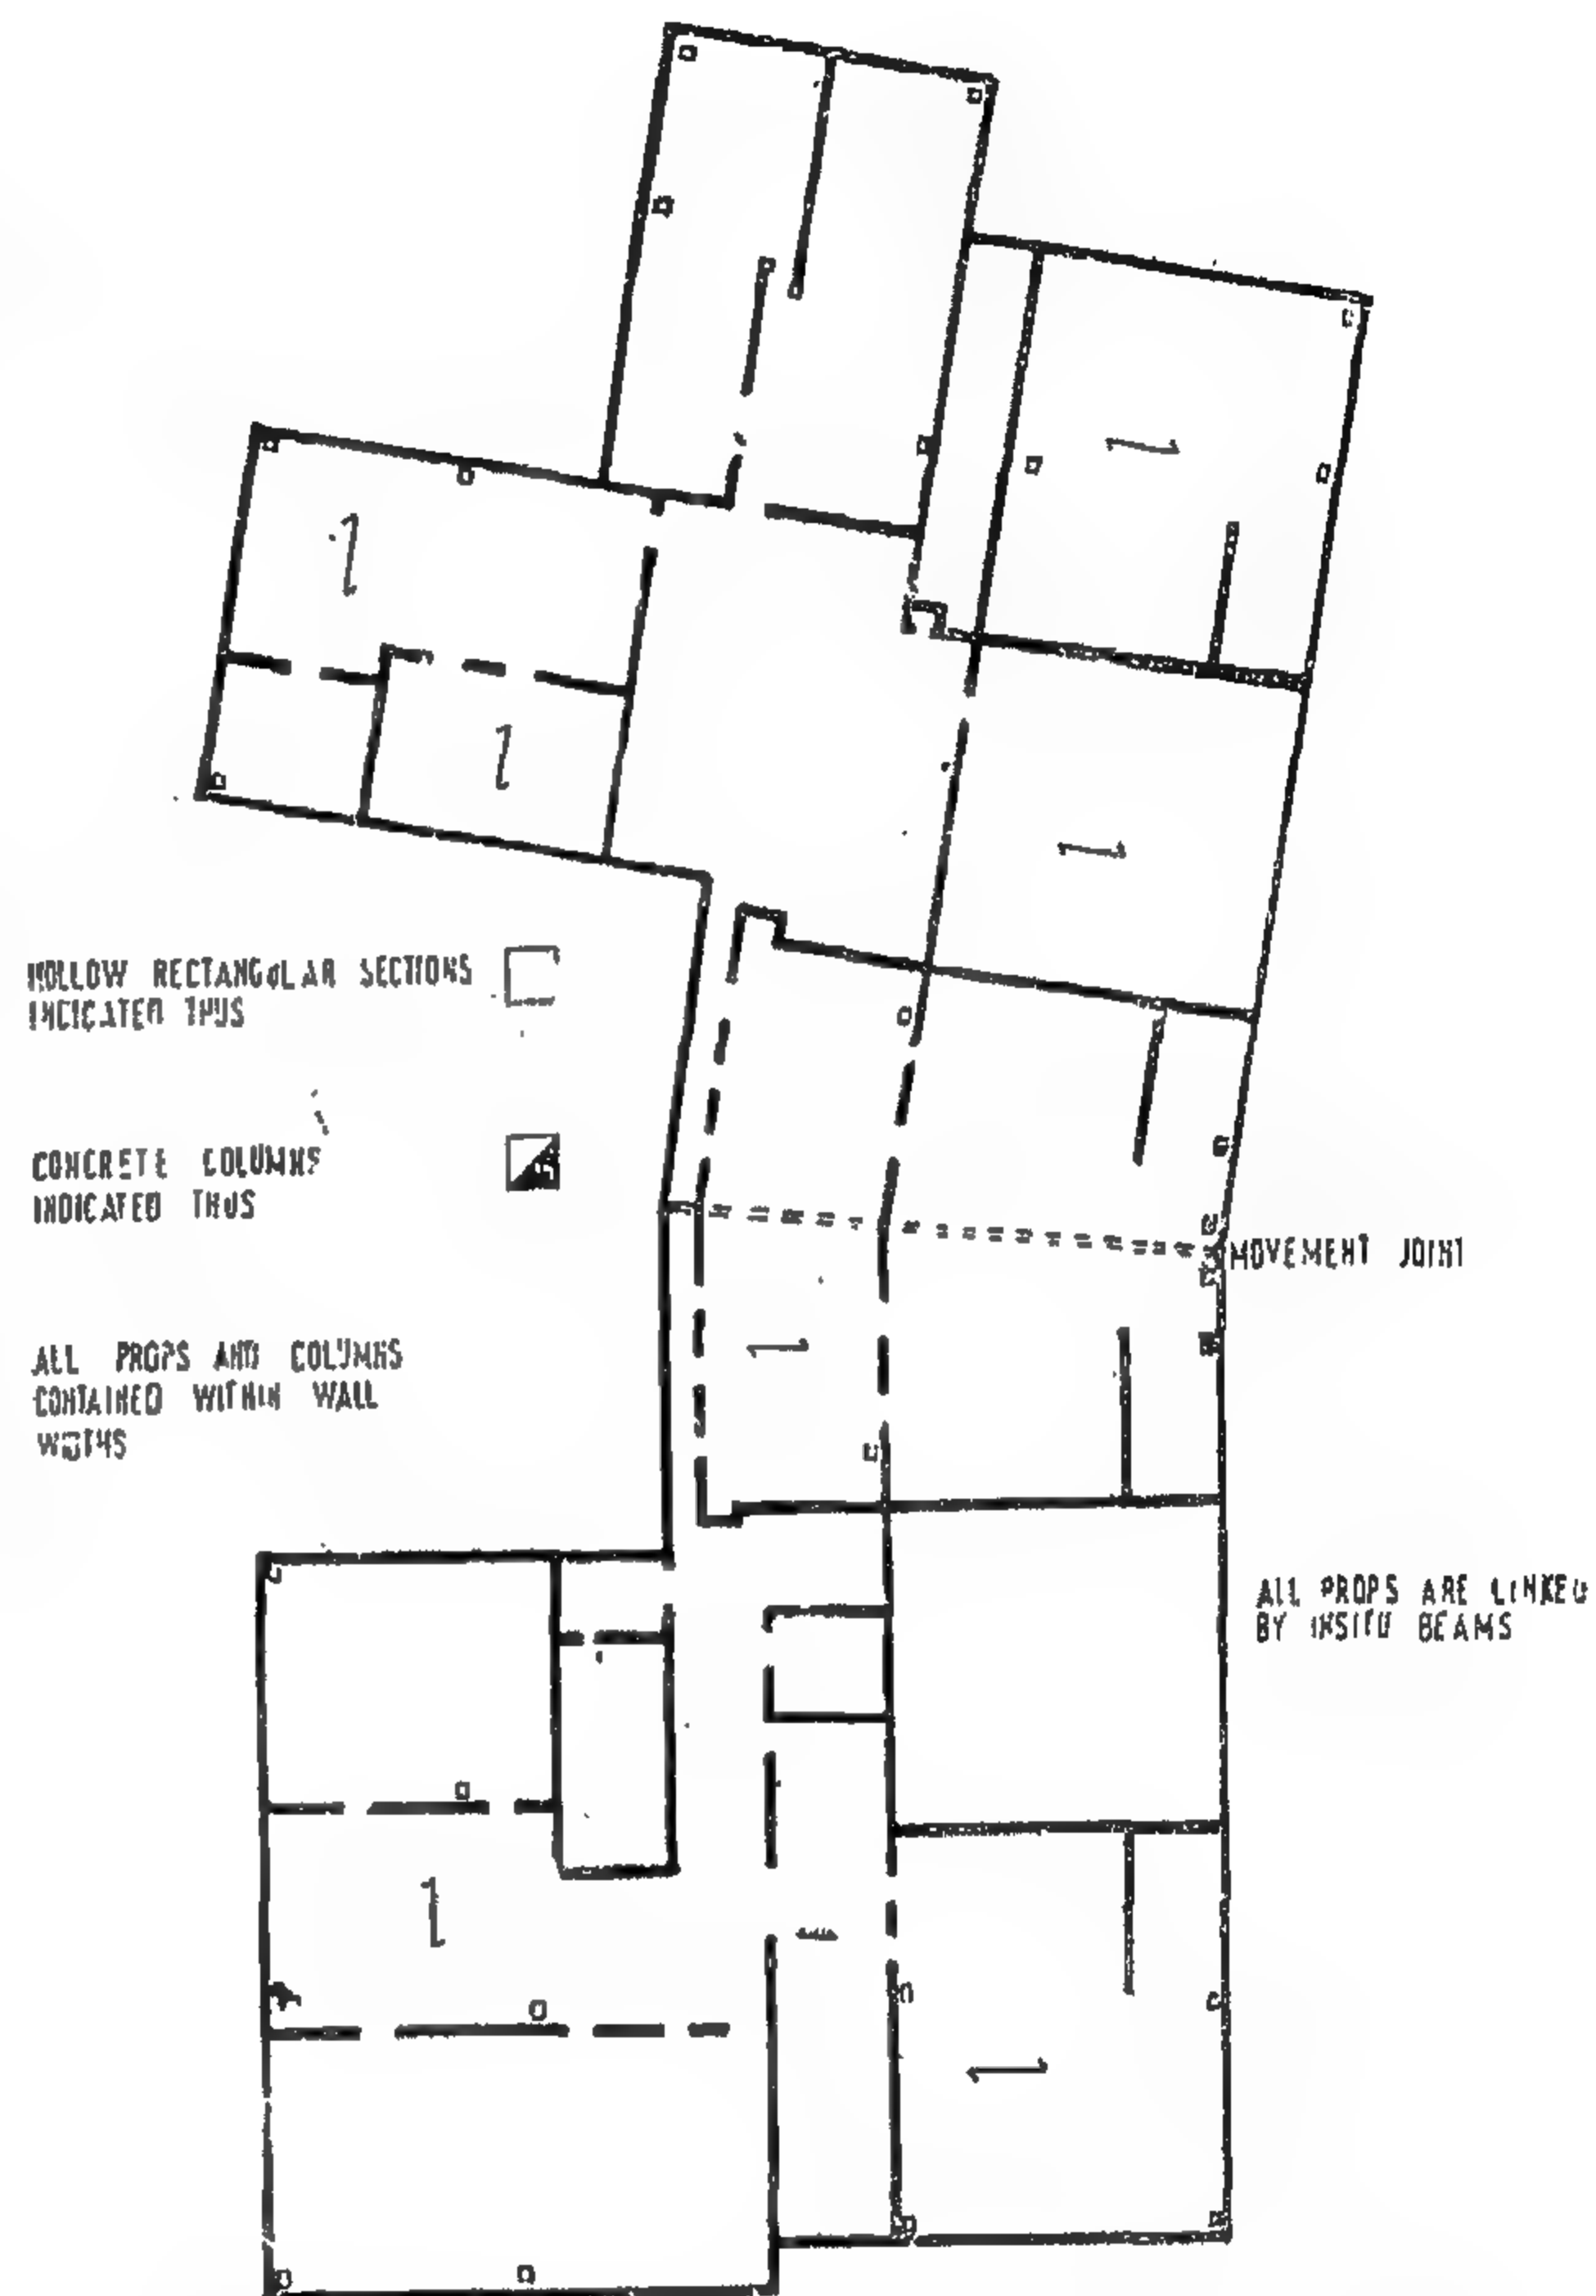 HOLLOW RECTANGULAR SECTIONS
INDICATED THUS
CONCRETE COLUMNS
INDICATED THUS
MOVEMENT JOINT
ALL PROPS AND COLUMNS
CONTAINED WITHIN WALL
WIDTHS
ALL PROPS ARE LINKED
BY INSITU BEAMS